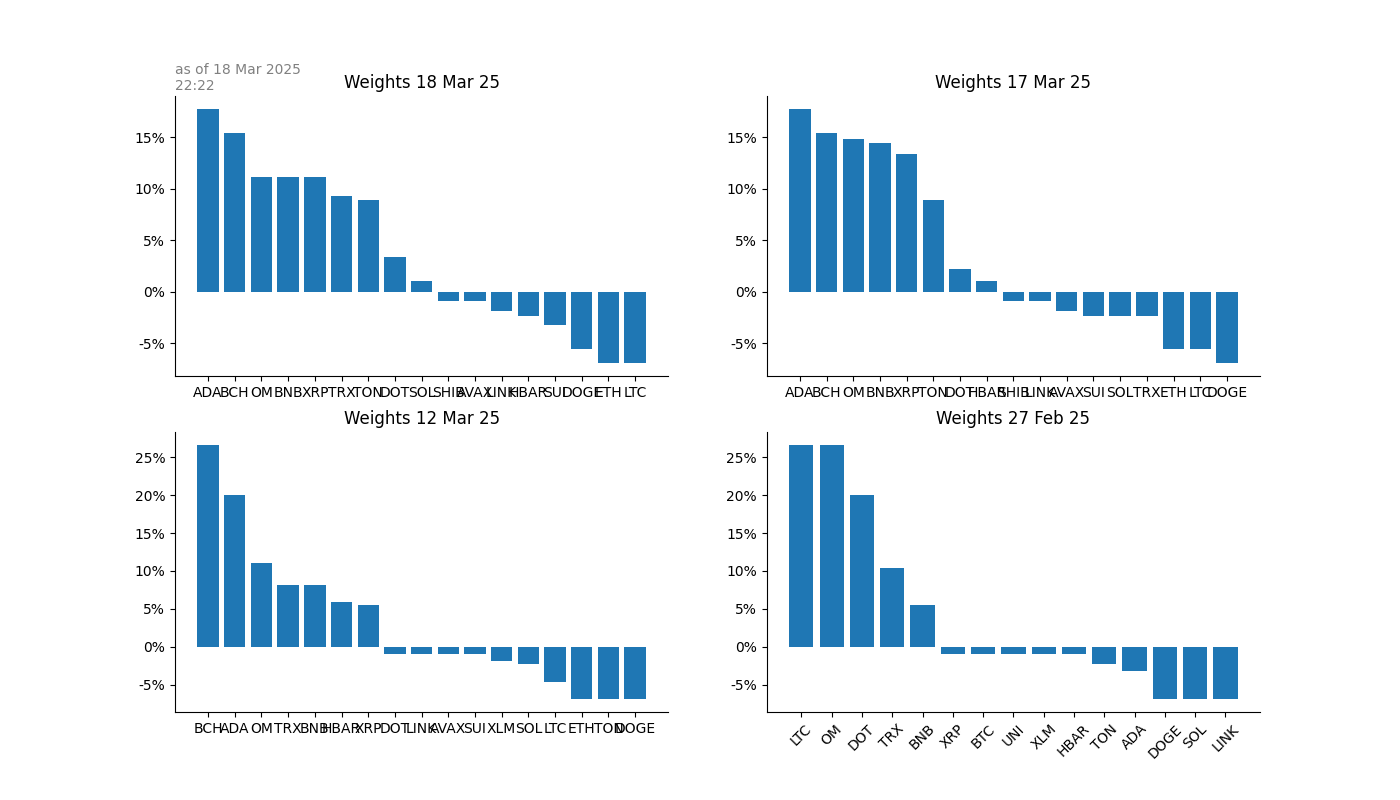 as of 18 Mar 2025
22:22
Weights 18 Mar 25
15%
10%
5%
0%
-5%
ADA BCH OM BNB XRP TRX TON DOT SOL SHIB AVAX LINK HBAR SUI DOGE ETH LTC
Weights 17 Mar 25
15%
10%
5%
0%
-5%
ADA BCH OM BNB XRP TON DOT HBAR SHIB LINK AVAX SUI SOL TRX ETH LTC DOGE
Weights 12 Mar 25
25%
20%
15%
10%
5%
0%
-5%
BCH ADA OM TRX BNB HBAR XRP DOT LINK AVAX SUI XLM SOL LTC ETH TON DOGE
Weights 27 Feb 25
25%
20%
15%
10%
5%
0%
-5%
LTC OM DOT TRX BNB XRP BTC UNI XLM HBAR TON ADA DOGE SOL LINK